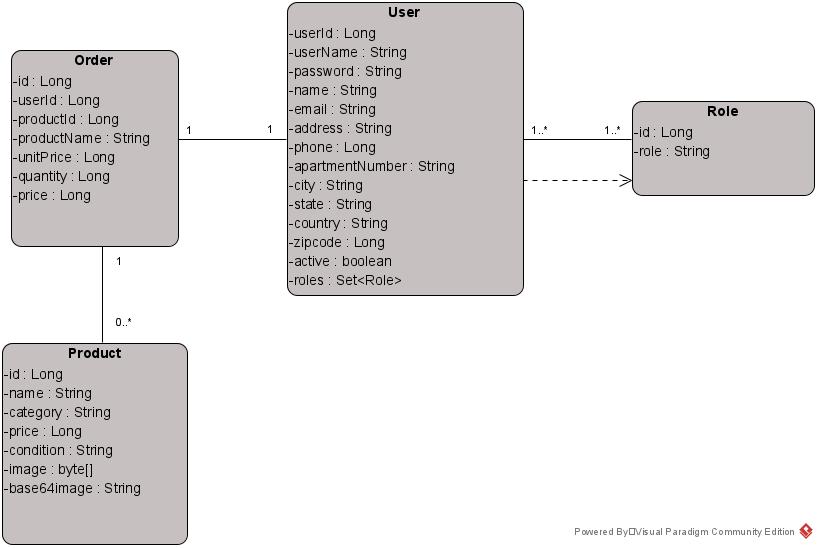 Order
-id : Long
-userId : Long
-productId : Long
-productName : String
-unitPrice : Long
-quantity : Long
-price : Long
1
1
User
-userId : Long
-userName : String
-password : String
-name : String
-email : String
-address : String
-phone : Long
-apartmentNumber : String
-city : String
-state : String
-country : String
-zipcode : Long
-active : boolean
-roles : Set<Role>
1..*
1..*
Role
-id : Long
-role : String
1
0..*
Product
-id : Long
-name : String
-category : String
-price : Long
-condition : String
-image : byte[]
-base64image : String
Powered By□Visual Paradigm Community Edition